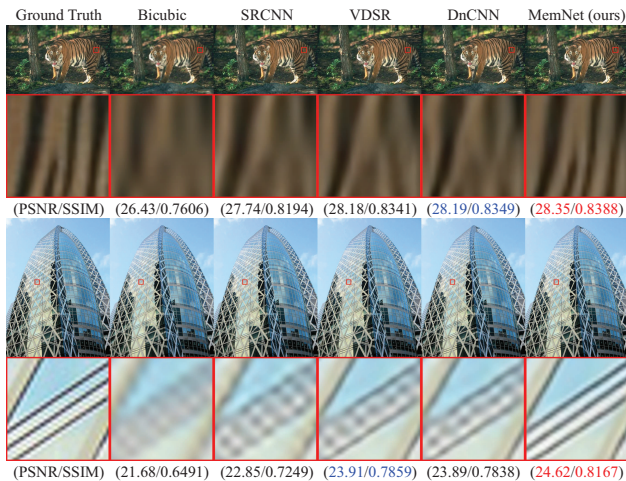 Ground Truth Bicubic SRCNN VDSR DnCNN MemNet (ours)
(PSNR/SSIM) (26.43/0.7606) (27.74/0.8194) (28.18/0.8341) (28.19/0.8349) (28.35/0.8388)
(PSNR/SSIM) (21.68/0.6491) (22.85/0.7249) (23.91/0.7859) (23.89/0.7838) (24.62/0.8167)